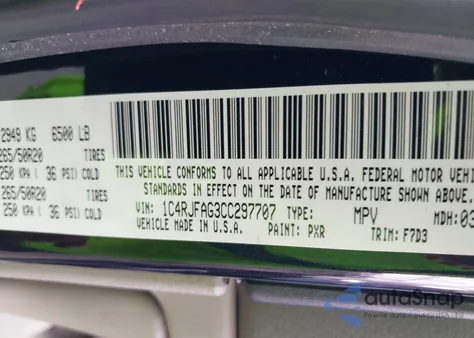 2949 KG 6500 LB
265/50R20 TIRES
250 KPA( 36 PSI) COLD
265/50R20 TIRES
250 KPA( 36 PSI) COLD
THIS VEHICLE CONFORMS TO ALL APPLICABLE U.S.A. FEDERAL MOTOR VEHI
STANDARDS IN EFFECT ON THE DATE OF MANUFACTURE SHOWN ABOVE.
VIN: 1C4RJFAG3CC297707 TYPE: MPV MDH: 03
VEHICLE MADE IN U.S.A. PAINT: PXR TRIM: F7D3
autoSnap